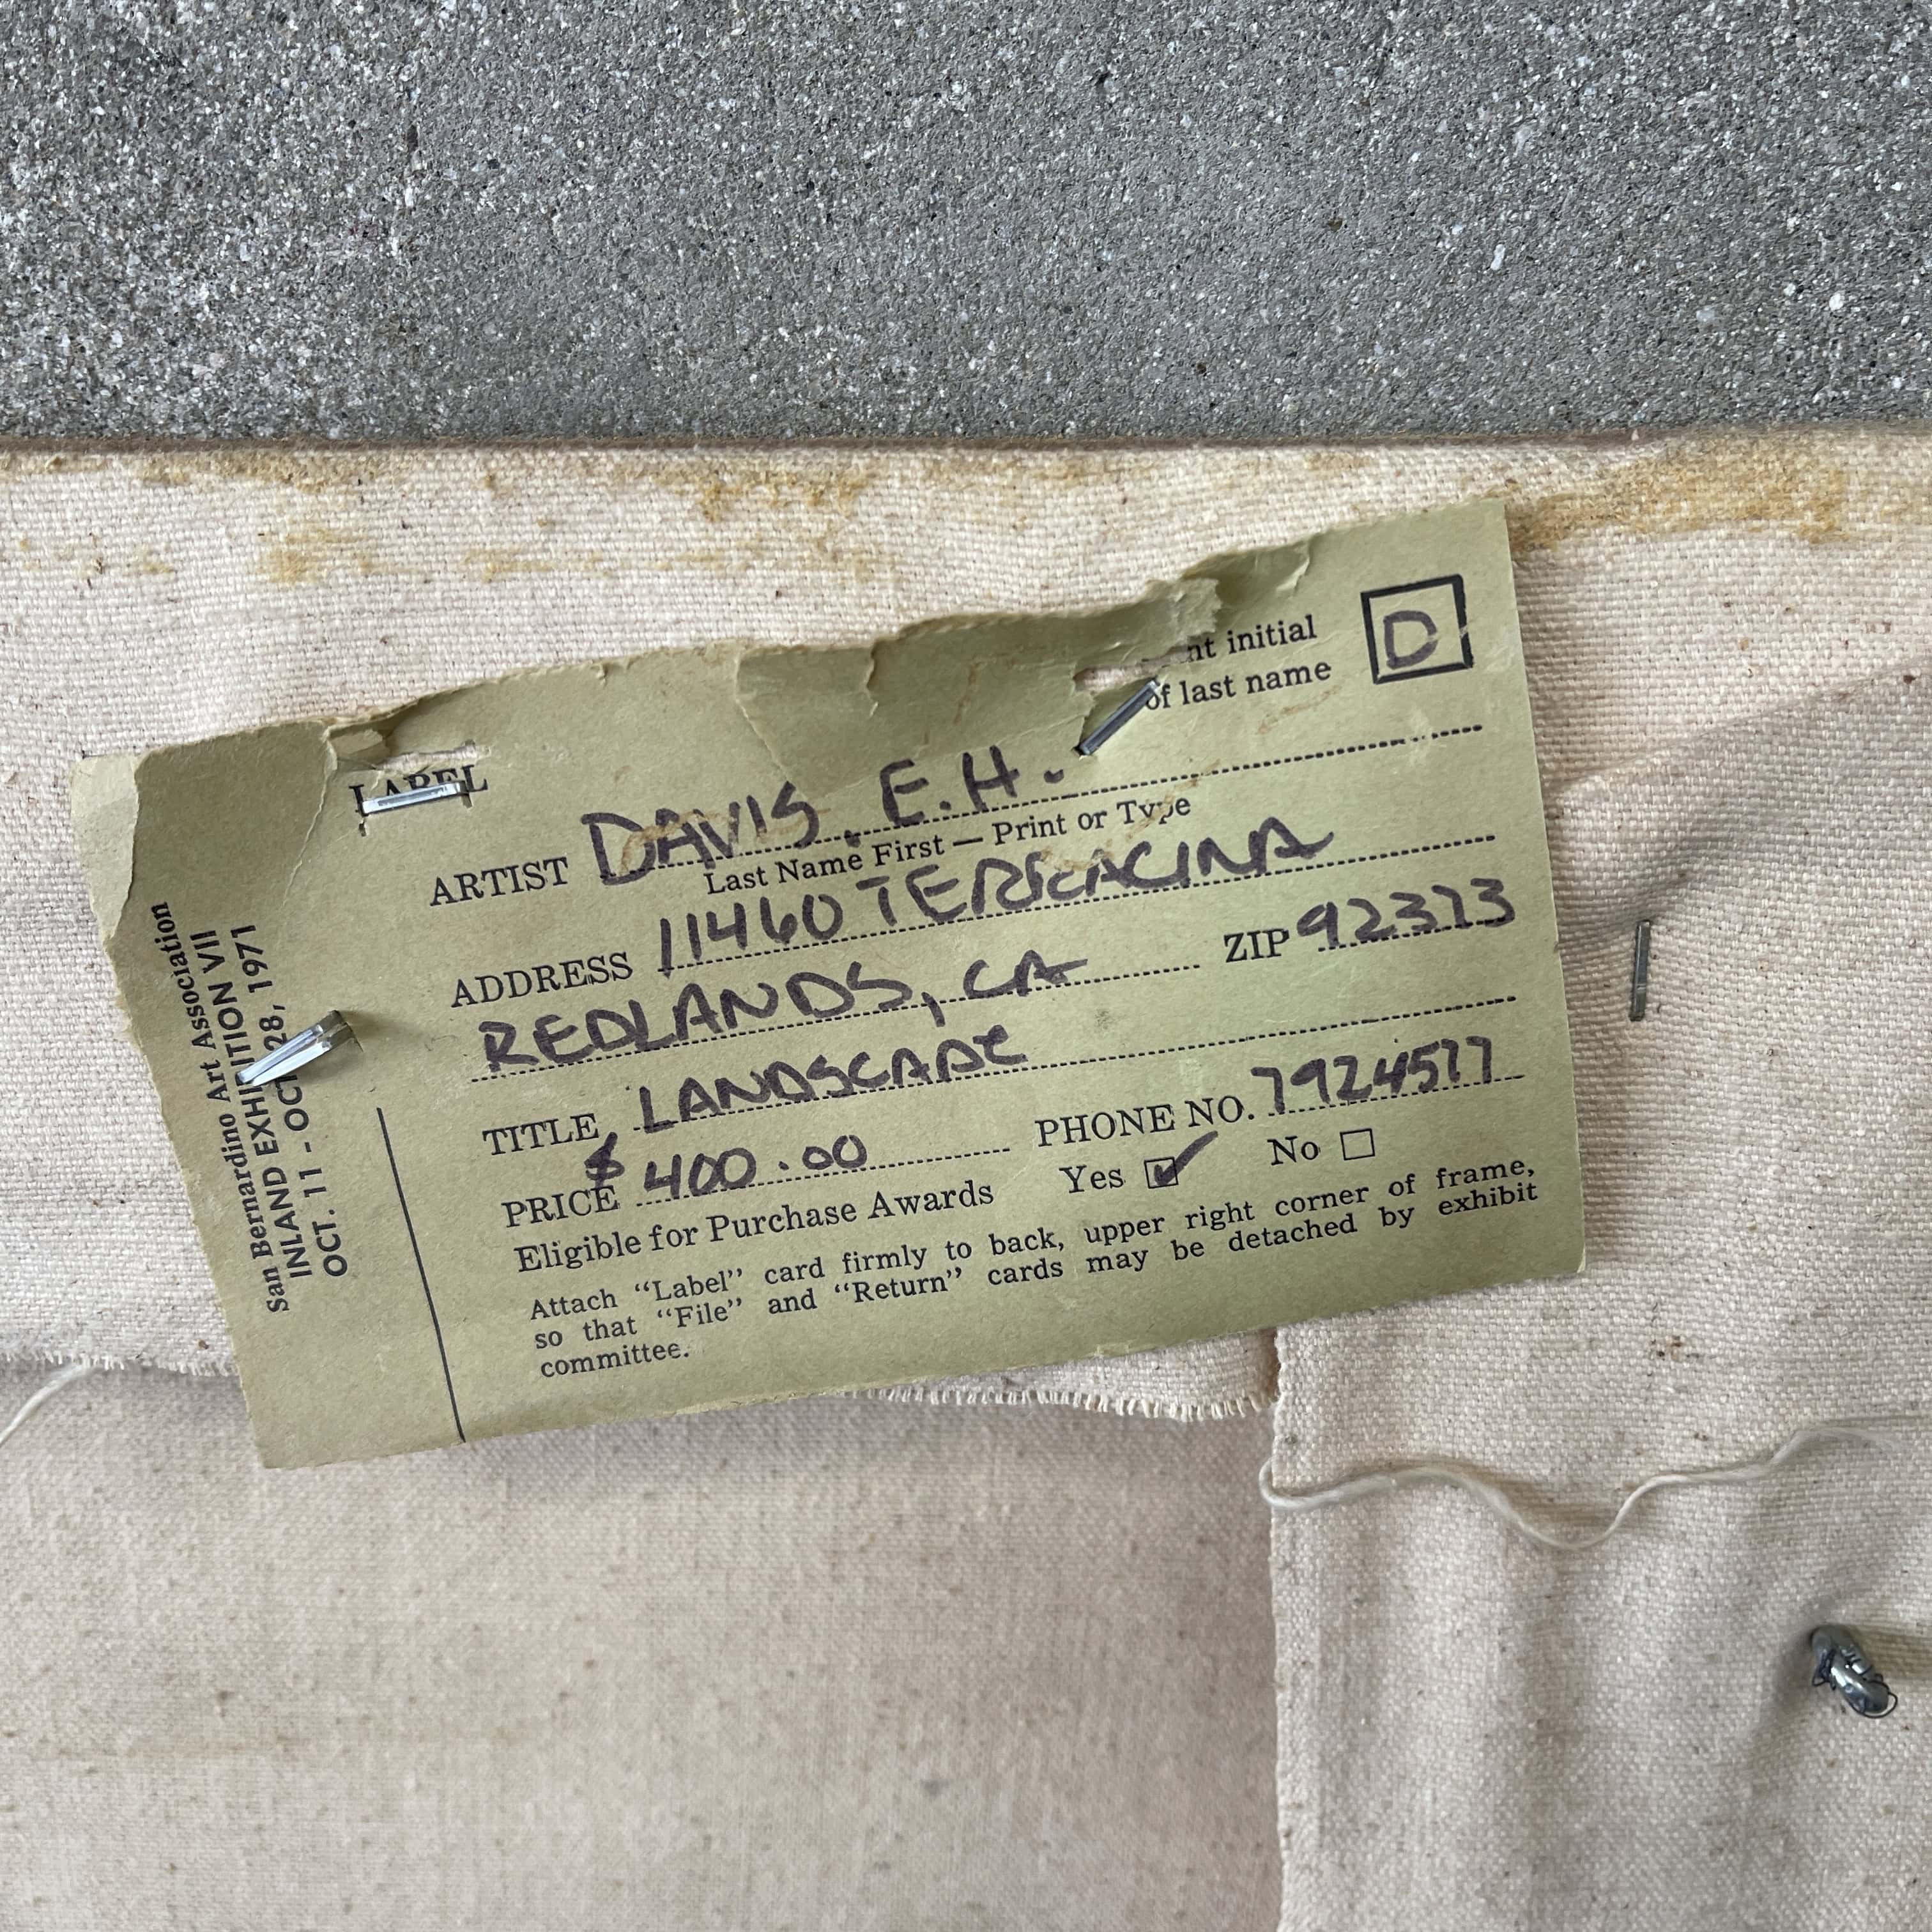 San Bernardino Art Association
INLAND EXHIBITION VII
OCT. 11 - OCT. 28, 1971
LABEL
Print initial
of last name
D
ARTIST DAVIS. E.H.
Last Name First — Print or Type
ADDRESS 11460 TERRACINA
REDLANDS, CA ZIP 92373
TITLE LANDSCAPE
PRICE $400.00 PHONE NO. 7924577
Eligible for Purchase Awards Yes ☑ No ☐
Attach "Label" card firmly to back, upper right corner of frame,
so that "File" and "Return" cards may be detached by exhibit
committee.